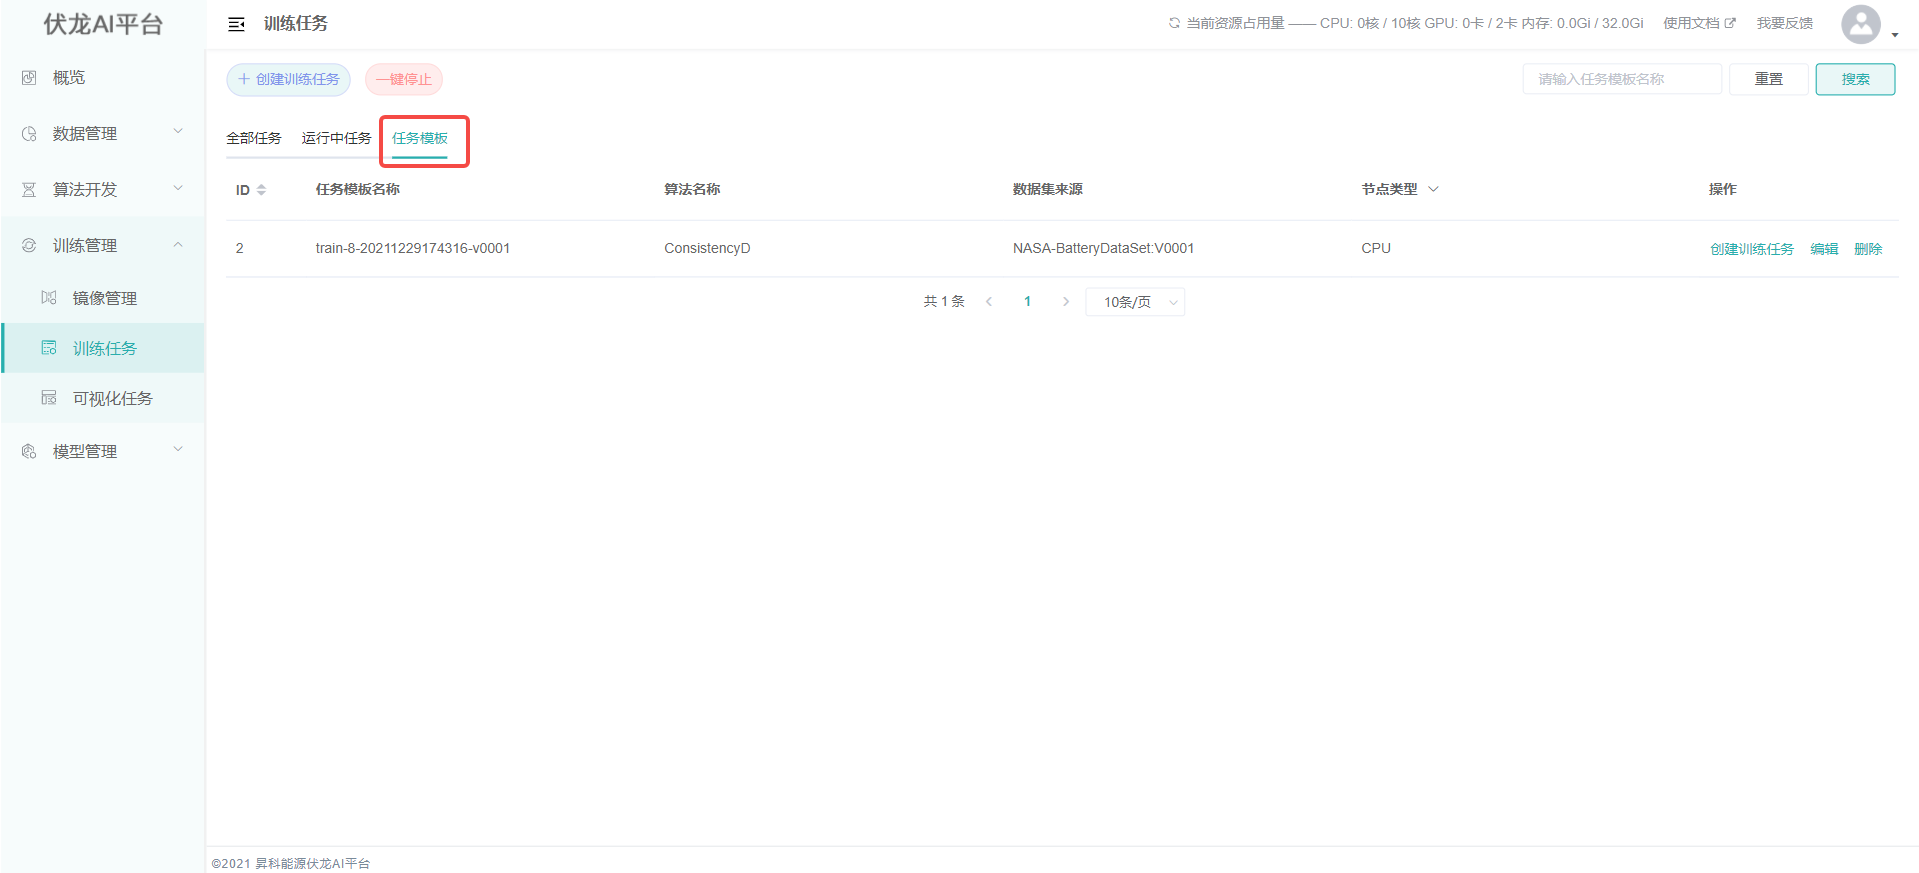 伏龙AI平台
训练任务
当前资源占用量 —— CPU: 0核 / 10核 GPU: 0卡 / 2卡 内存: 0.0Gi / 32.0Gi
使用文档
我要反馈
概览
数据管理
算法开发
训练管理
镜像管理
训练任务
可视化任务
模型管理
+ 创建训练任务
一键停止
请输入任务模板名称
重置
搜索
全部任务
运行中任务
任务模板
ID 任务模板名称 算法名称 数据集来源 节点类型 操作
2 train-8-20211229174316-v0001 ConsistencyD NASA-BatteryDataSet:V0001 CPU 创建训练任务 编辑 删除
共 1 条 1 10条/页
©2021 昇科能源伏龙AI平台